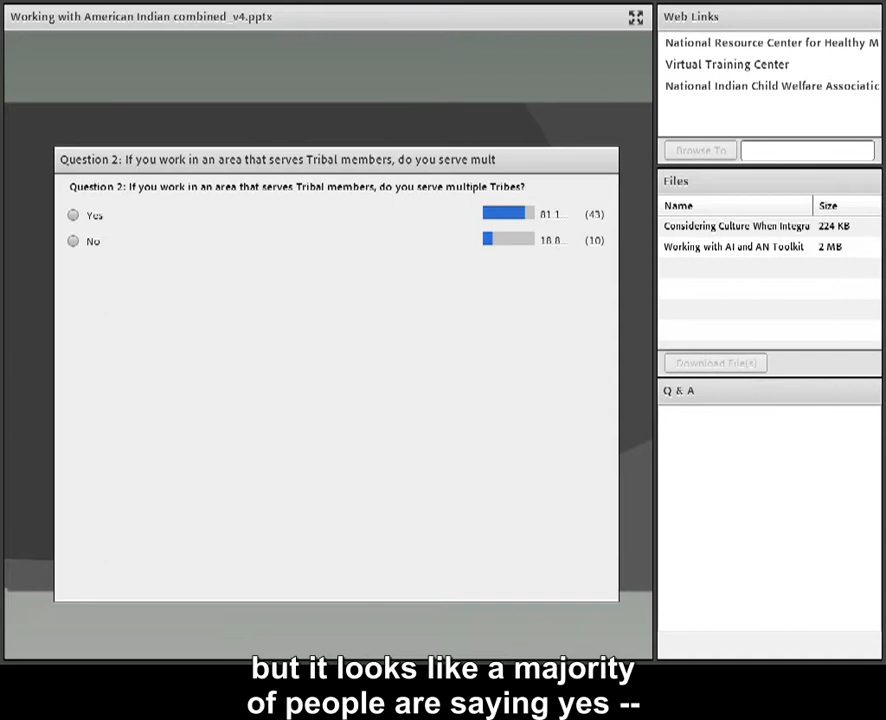 Working with American Indian combined_v4.pptx
Question 2: If you work in an area that serves Tribal members, do you serve mult
Question 2: If you work in an area that serves Tribal members, do you serve multiple Tribes?
Yes 81.1... (43)
No 18.8... (10)
Web Links
National Resource Center for Healthy M
Virtual Training Center
National Indian Child Welfare Associatic
Browse To
Files
Name Size
Considering Culture When Integra 224 KB
Working with AI and AN Toolkit 2 MB
Download File(s)
Q & A
but it looks like a majority
of people are saying yes --